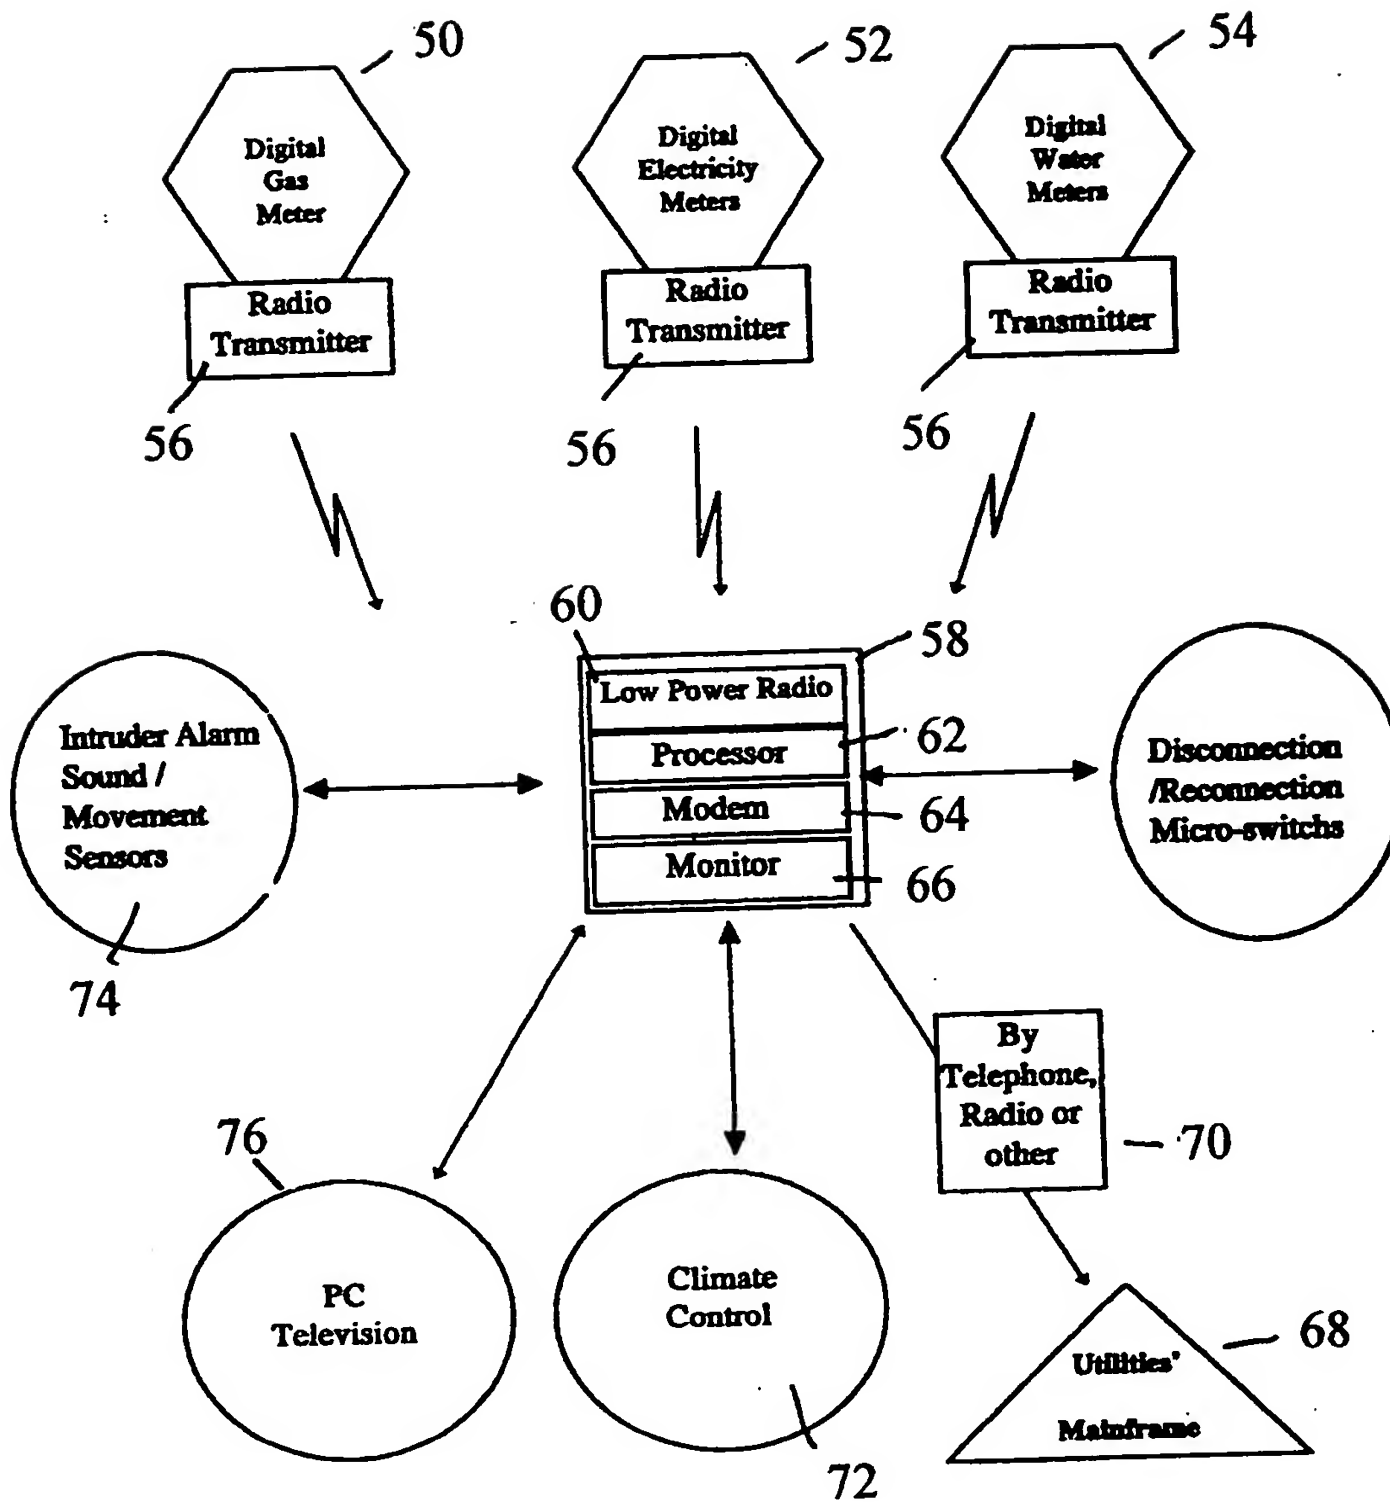 50
52
54
Digital
Gas
Meter
Digital
Electricity
Meters
Digital
Water
Meters
Radio
Transmitter
Radio
Transmitter
Radio
Transmitter
56
56
56
60
58
Low Power Radio
Processor
62
Modem
64
Monitor
66
Intruder Alarm
Sound /
Movement
Sensors
74
Disconnection
/Reconnection
Micro-switchs
By
Telephone,
Radio or
other
70
76
PC
Television
Climate
Control
72
68
Utilities'
Mainframe